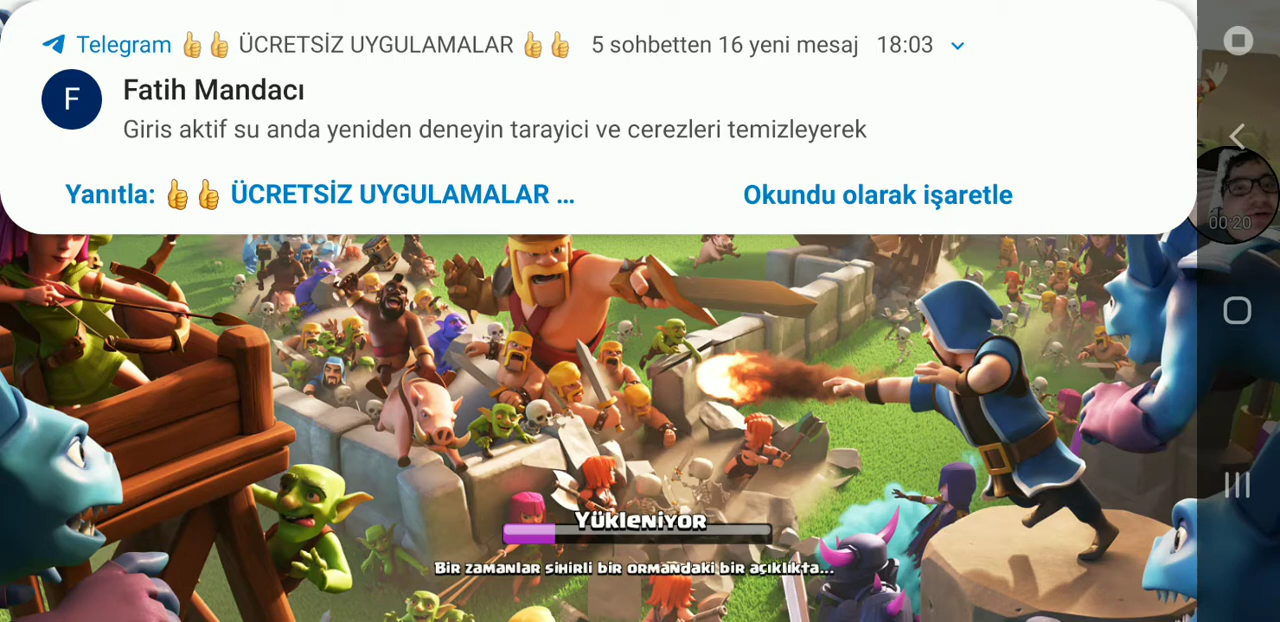 Telegram 👍👍 ÜCRETSİZ UYGULAMALAR 👍👍 5 sohbetten 16 yeni mesaj 18:03
F
Fatih Mandacı
Giris aktif su anda yeniden deneyin tarayici ve cerezleri temizleyerek
Yanıtla: 👍👍 ÜCRETSİZ UYGULAMALAR ... Okundu olarak işaretle
00:20
Yükleniyor
Bir zamanlar sihirli bir ormandaki bir açıklıkta...